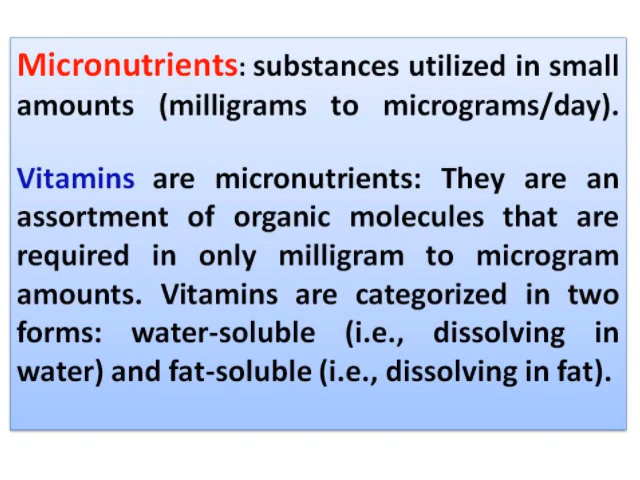 Micronutrients: substances utilized in small
amounts (milligrams to micrograms/day).
Vitamins are micronutrients: They are an
assortment of organic molecules that are
required in only milligram to microgram
amounts. Vitamins are categorized in two
forms: water-soluble (i.e., dissolving in
water) and fat-soluble (i.e., dissolving in fat).